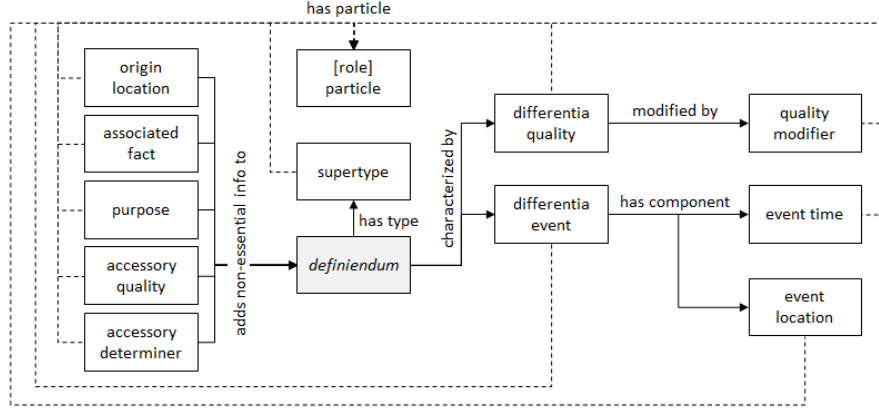 has particle
origin
location
[role]
particle
associated
fact
differentia
quality
modified by
quality
modifier
supertype
purpose
has type
characterized by
differentia
event
has component
event time
adds non-essential info to
accessory
quality
definiendum
event
location
accessory
determiner